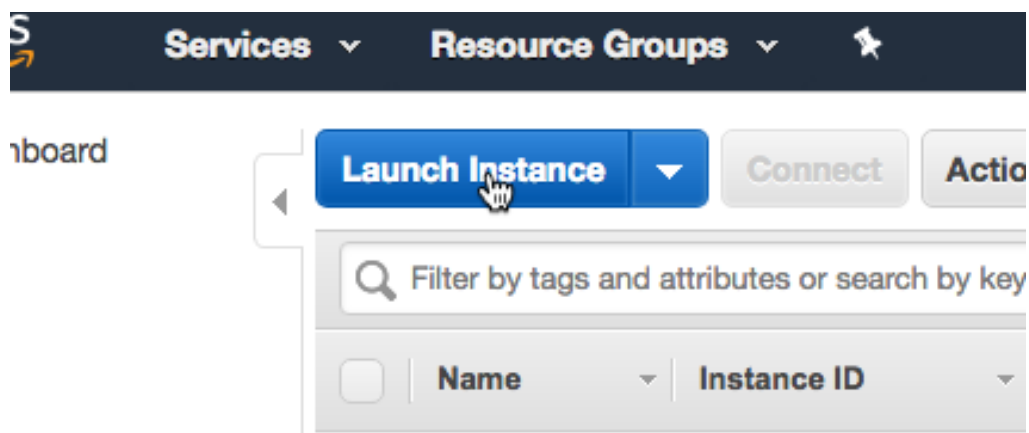 S Services Resource Groups
nboard
Launch Instance Connect Actio
Filter by tags and attributes or search by key
Name Instance ID